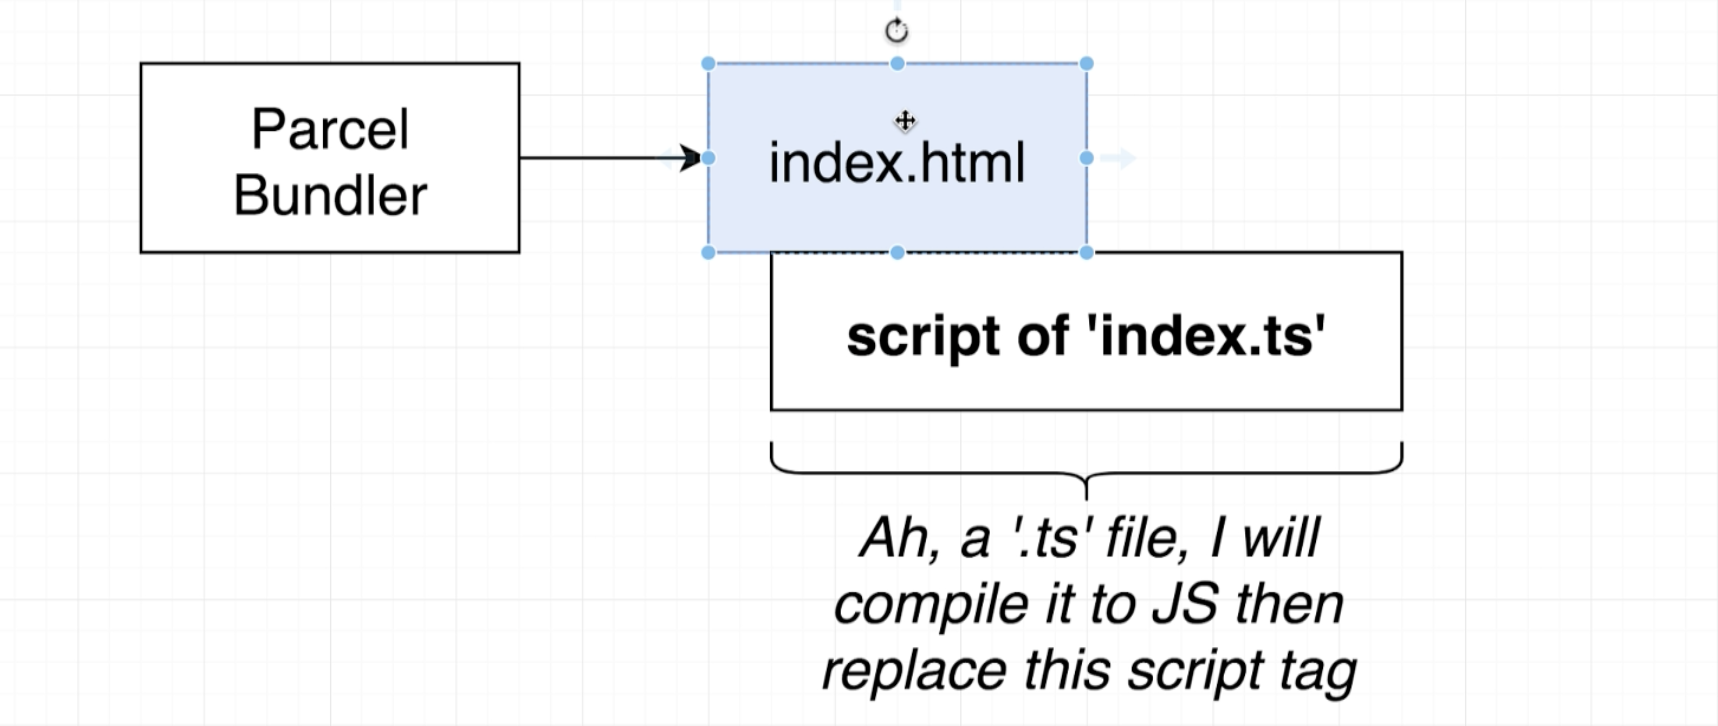 Parcel
Bundler
index.html
script of 'index.ts'
Ah, a '.ts' file, I will
compile it to JS then
replace this script tag